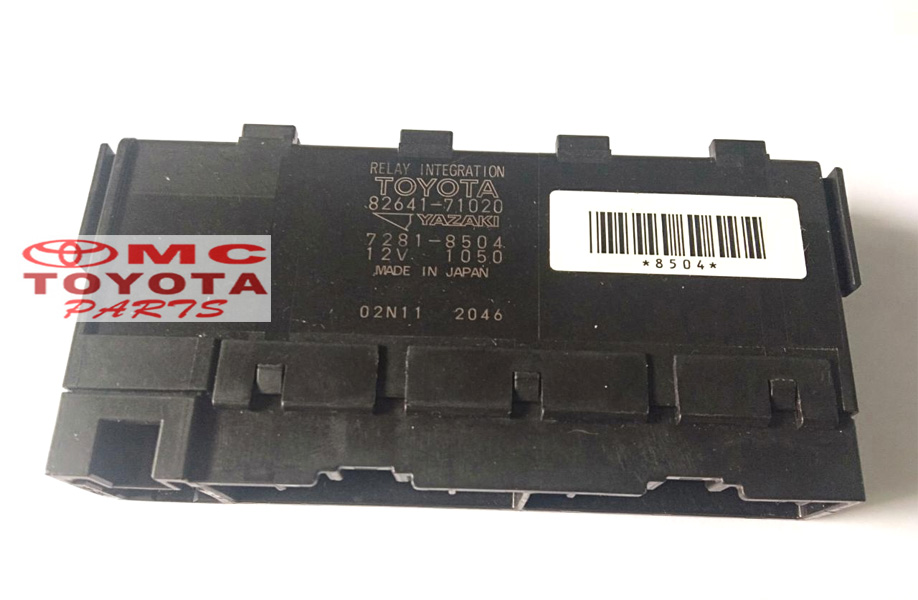 RELAY INTEGRATION
TOYOTA
82641-71020
YAZAKI
7281-8504
12V 1050
MADE IN JAPAN
02N11 2046
*8504*
MC
TOYOTA
PARTS